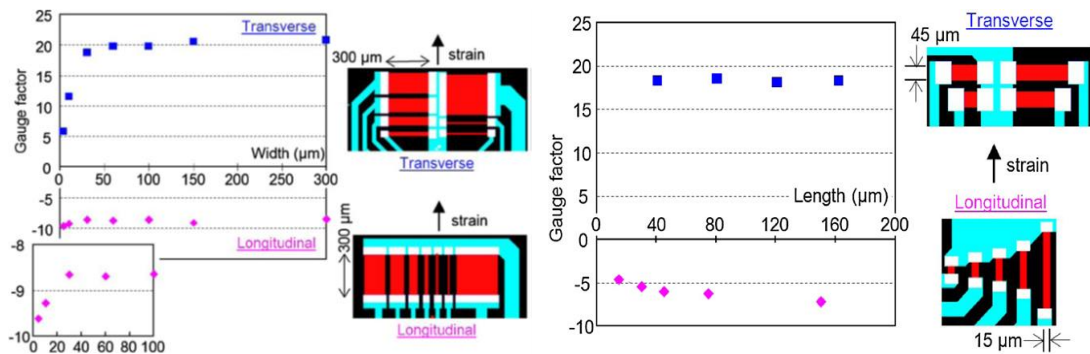 25
20
15
10
5
0
Gauge factor
Transverse
Width (µm)
0 50 100 150 200 250 300
-5
-10
Longitudinal
-8
-9
-10
0 20 40 60 80 100
300 µm
strain
Transverse
strain
300 µm
Longitudinal
25
20
15
10
5
0
-5
-10
Gauge factor
Length (µm)
0 40 80 120 160 200
Transverse
45 µm
strain
Longitudinal
15 µm